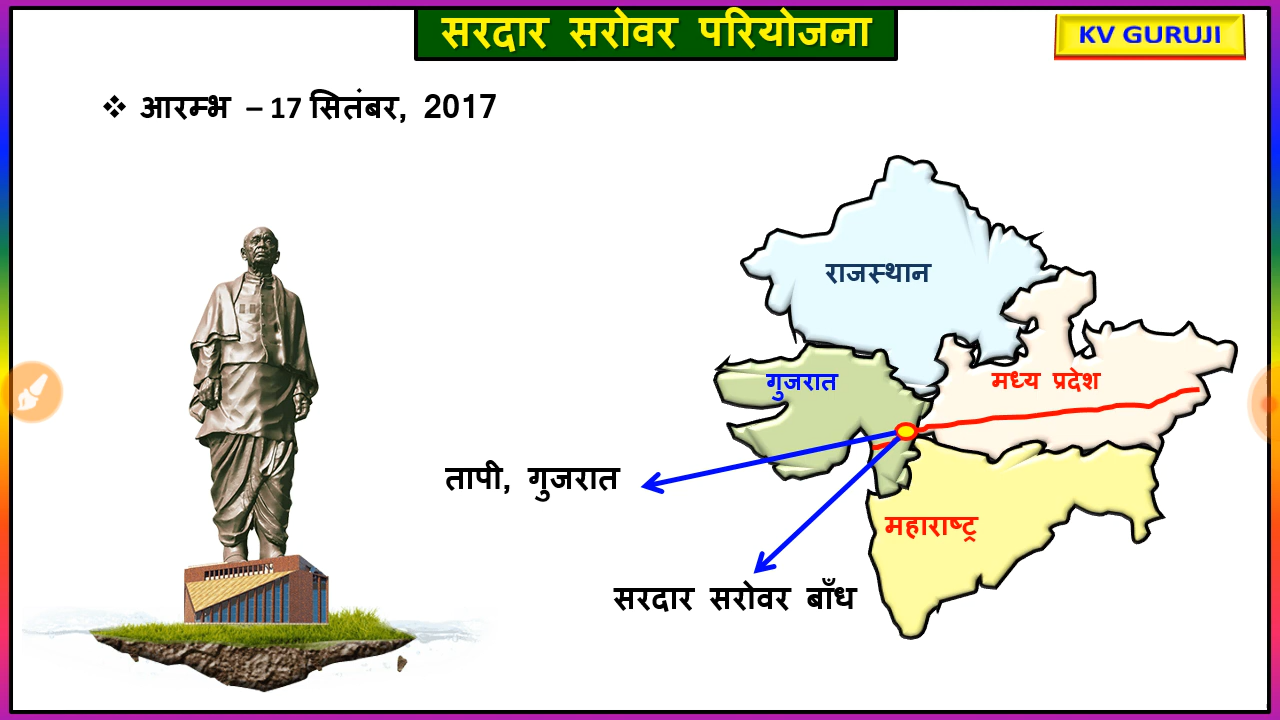 सरदार सरोवर परियोजना
KV GURUJI
❖ आरम्भ – 17 सितंबर, 2017
राजस्थान
गुजरात
मध्य प्रदेश
तापी, गुजरात
महाराष्ट्र
सरदार सरोवर बाँध